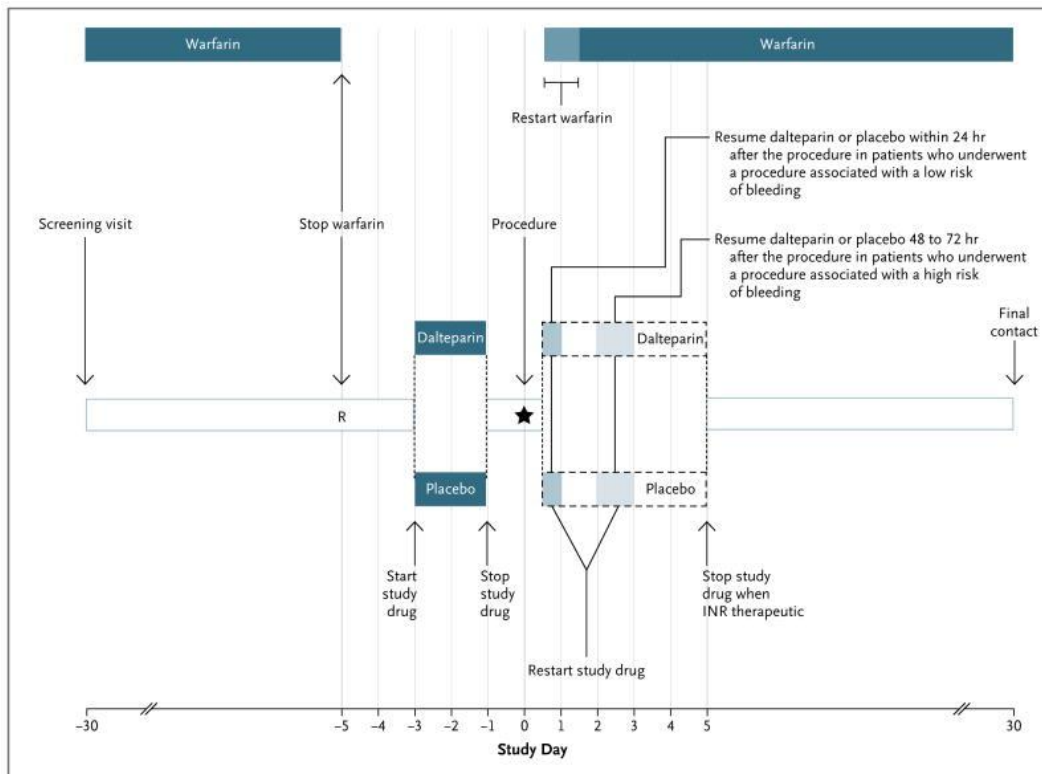 Warfarin
Warfarin
Restart warfarin
Resume dalteparin or placebo within 24 hr
after the procedure in patients who underwent
a procedure associated with a low risk
of bleeding
Screening visit
Stop warfarin
Procedure
Resume dalteparin or placebo 48 to 72 hr
after the procedure in patients who underwent
a procedure associated with a high risk
of bleeding
Final
contact
Dalteparin
Dalteparin
R
Placebo
Placebo
Start
study
drug
Stop
study
drug
Stop study
drug when
INR therapeutic
Restart study drug
−30
−5
−4
−3
−2
−1
0
1
2
3
4
5
30
Study Day